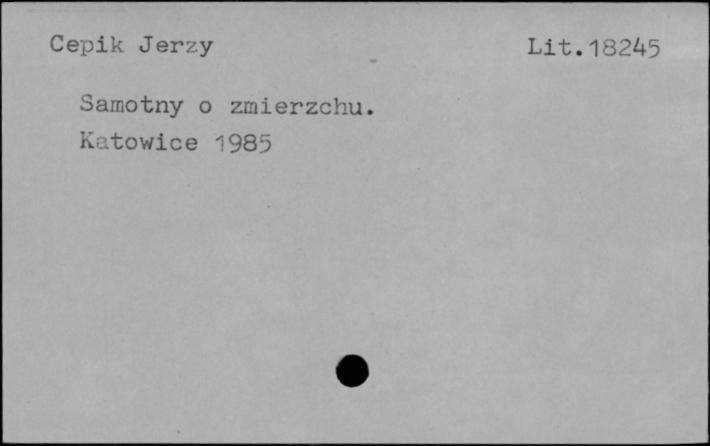 Cepik Jerzy Lit.18245
Samotny o zmierzchu.
Katowice 1985